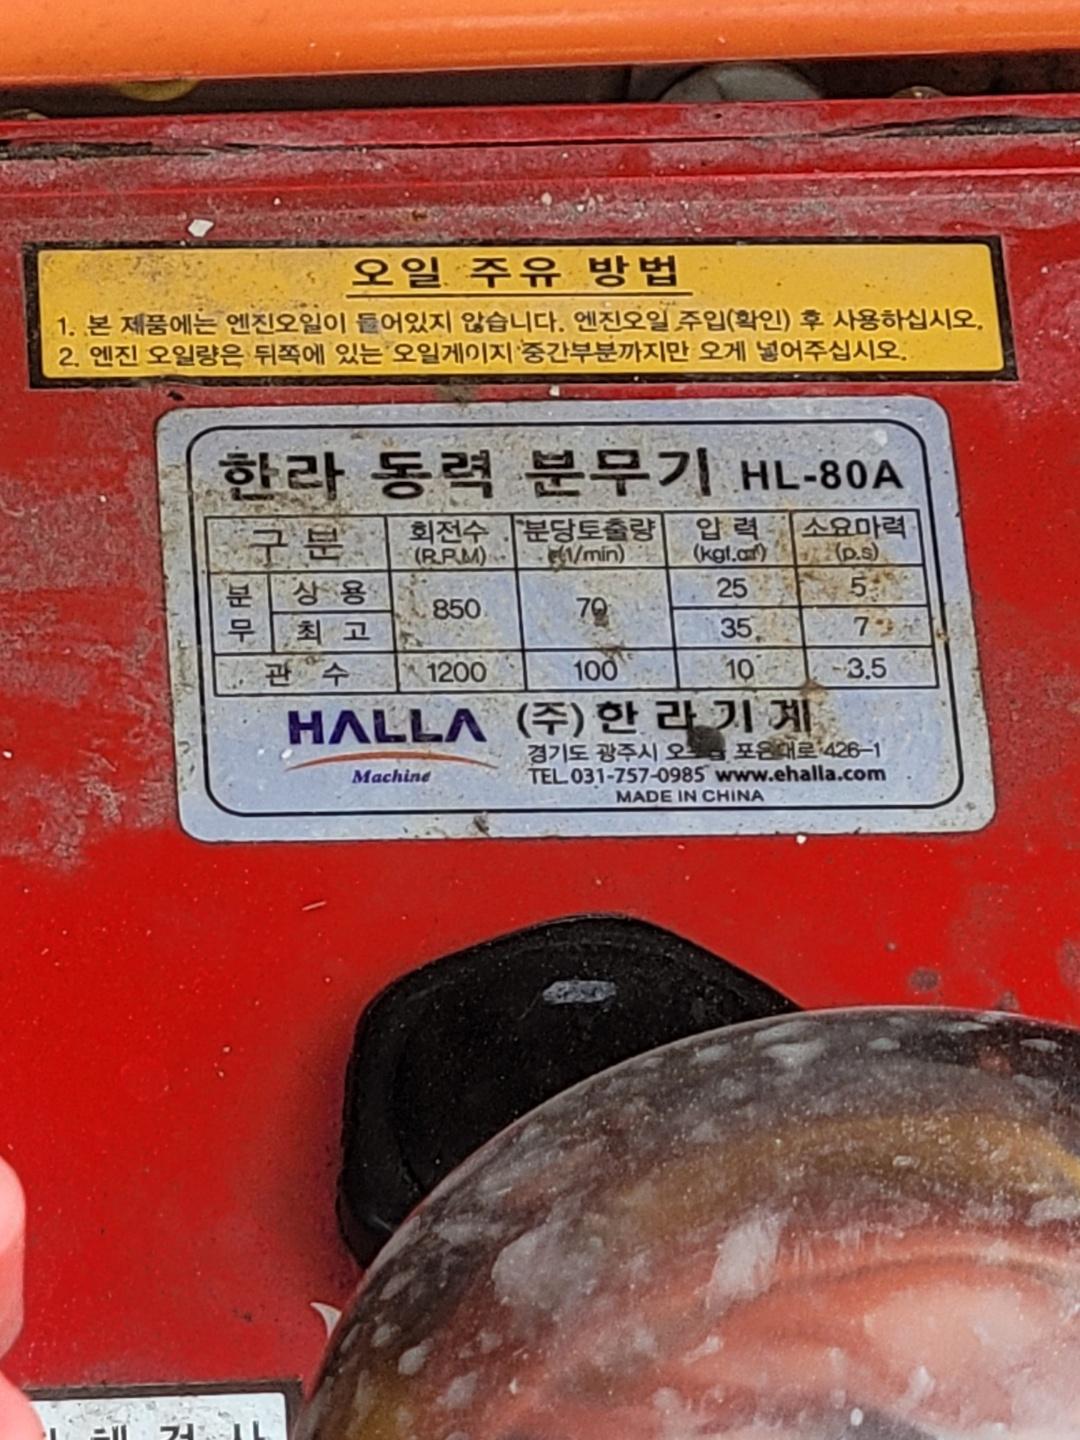 오일 주유 방법
1. 본 제품에는 엔진오일이 들어있지 않습니다. 엔진오일 주입(확인) 후 사용하십시오.
2. 엔진 오일량은 뒤쪽에 있는 오일게이지 중간부분까지만 오게 넣어주십시오.
한라 동력 분무기 HL-80A
구 분 회전수 (R.P.M) 분당토출량 (l/min) 압 력 (kgf.㎠) 소요마력 (p.s)
분무 상 용 850 70 25 5
최 고 35 7
관 수 1200 100 10 3.5
HALLA Machine
(주) 한 라 기 계
경기도 광주시 포은대로 426-1
TEL.031-757-0985 www.ehalla.com
MADE IN CHINA
검 사